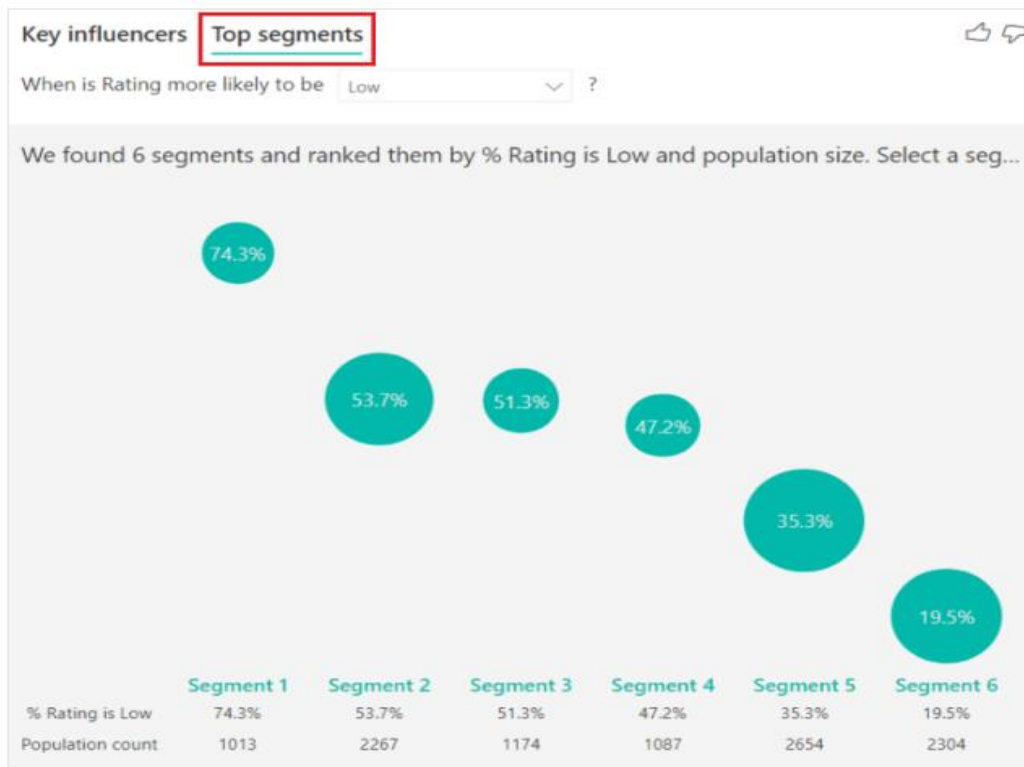 Key influencers Top segments
When is Rating more likely to be Low ?
We found 6 segments and ranked them by % Rating is Low and population size. Select a seg...
74.3%
53.7%
51.3%
47.2%
35.3%
19.5%
Segment 1 Segment 2 Segment 3 Segment 4 Segment 5 Segment 6
% Rating is Low 74.3% 53.7% 51.3% 47.2% 35.3% 19.5%
Population count 1013 2267 1174 1087 2654 2304